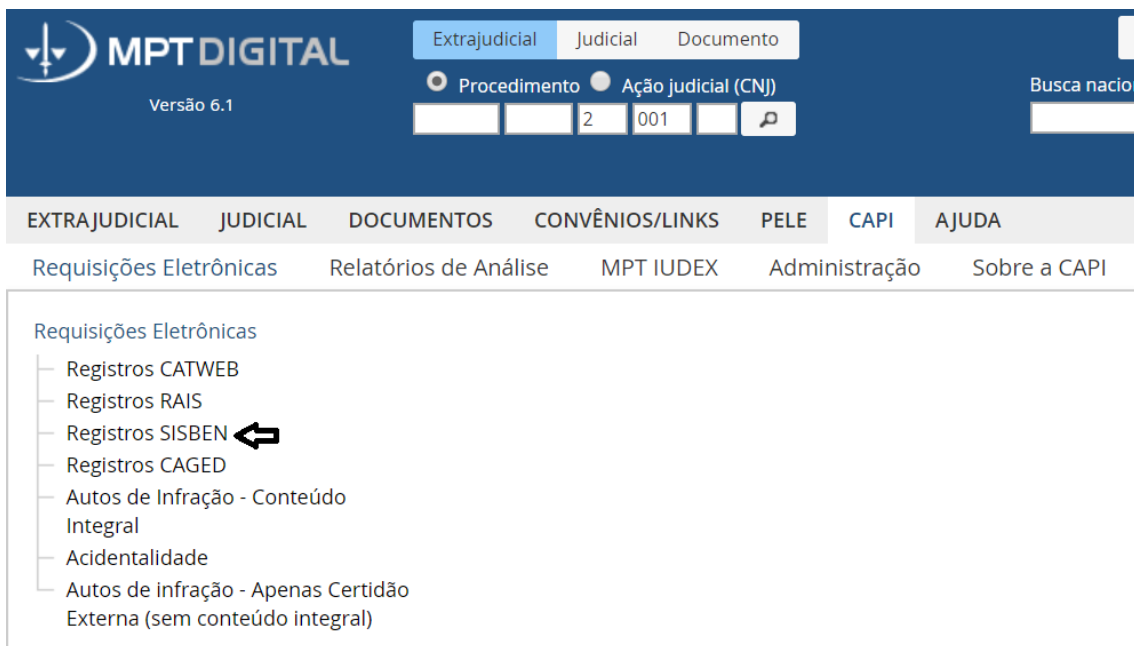 MPT DIGITAL
Versão 6.1
Extrajudicial Judicial Documento
Procedimento Ação judicial (CNJ)
2 001
Busca nacio
EXTRAJUDICIAL JUDICIAL DOCUMENTOS CONVÊNIOS/LINKS PELE CAPI AJUDA
Requisições Eletrônicas Relatórios de Análise MPT IUDEX Administração Sobre a CAPI
Requisições Eletrônicas
Registros CATWEB
Registros RAIS
Registros SISBEN
Registros CAGED
Autos de Infração - Conteúdo
Integral
Acidentalidade
Autos de infração - Apenas Certidão
Externa (sem conteúdo integral)